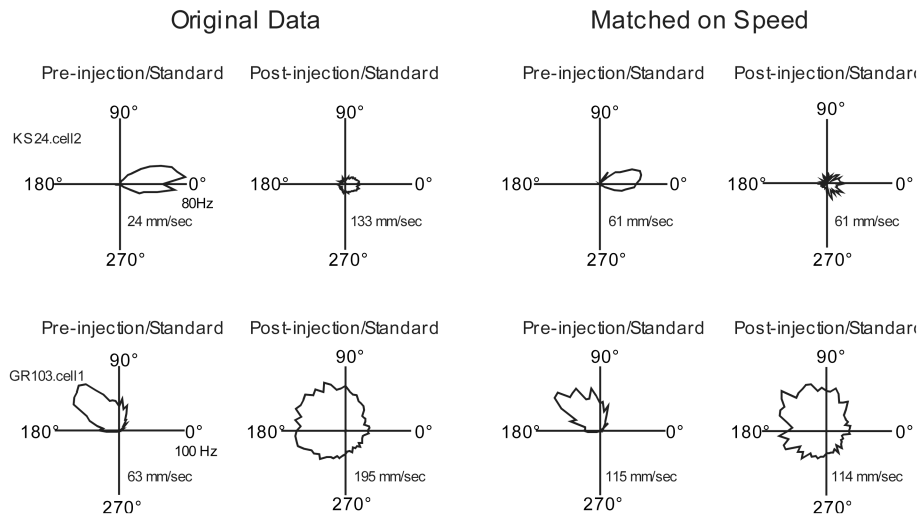 Original Data Matched on Speed
Pre-injection/Standard Post-injection/Standard Pre-injection/Standard Post-injection/Standard
90° 90° 90° 90°
KS24.cell2
180° 0° 180° 0° 180° 0° 180° 0°
80Hz
24 mm/sec 133 mm/sec 61 mm/sec 61 mm/sec
270° 270° 270° 270°
Pre-injection/Standard Post-injection/Standard Pre-injection/Standard Post-injection/Standard
90° 90° 90° 90°
GR103.cell1
180° 0° 180° 0° 180° 0° 180° 0°
100 Hz
63 mm/sec 195 mm/sec 115 mm/sec 114 mm/sec
270° 270° 270° 270°